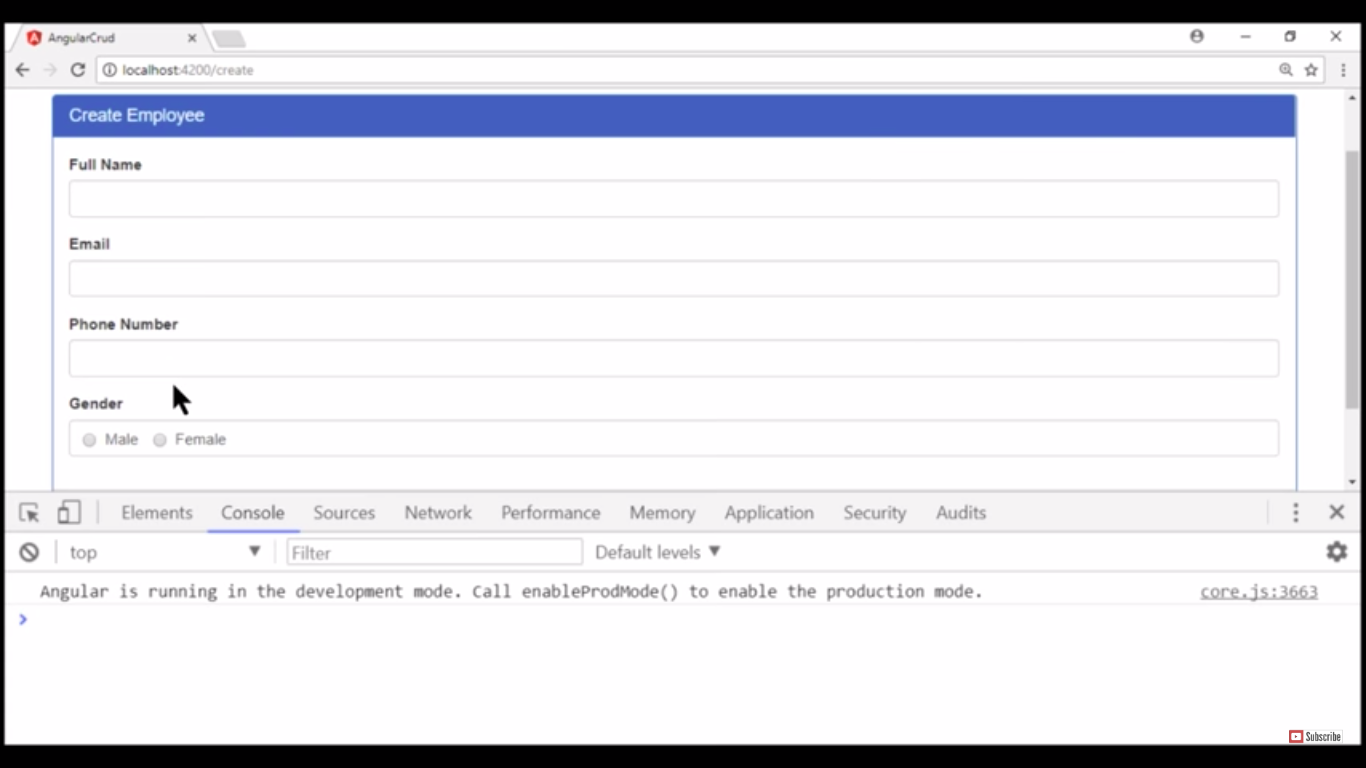 AngularCrud
localhost:4200/create
Create Employee
Full Name
Email
Phone Number
Gender
Male Female
Elements Console Sources Network Performance Memory Application Security Audits
top Filter Default levels
Angular is running in the development mode. Call enableProdMode() to enable the production mode. core.js:3663
Subscribe